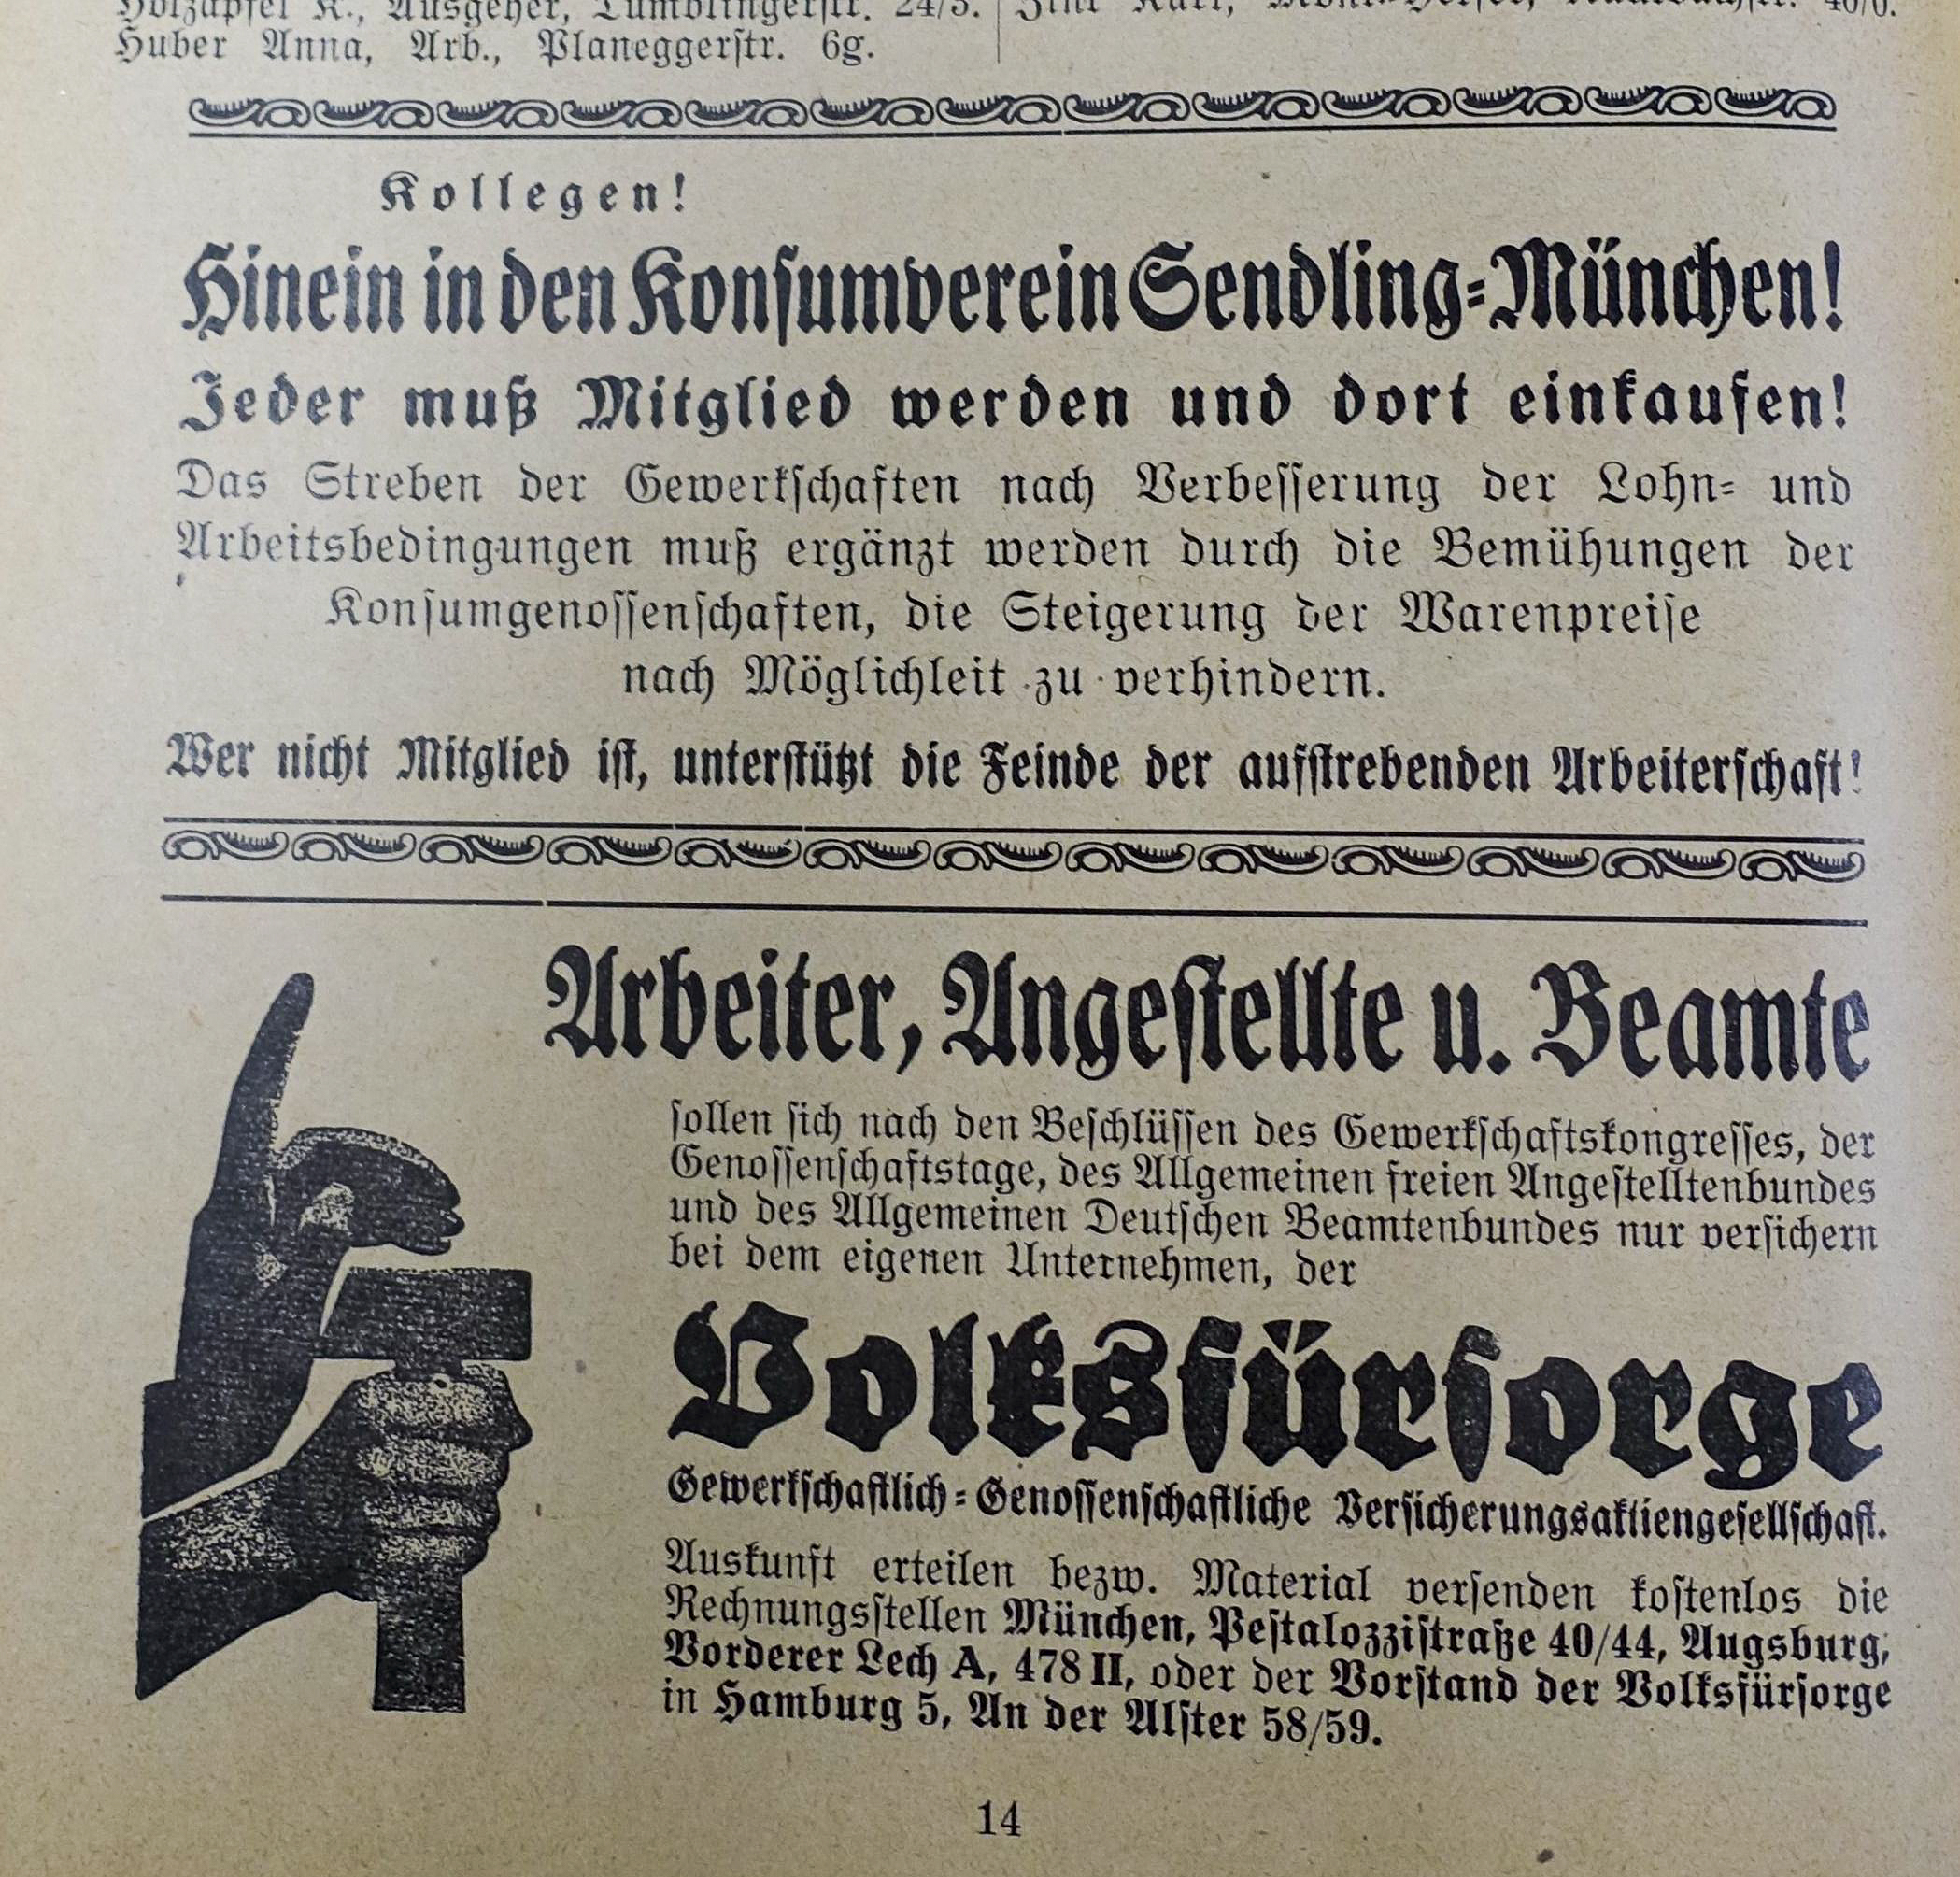 Holzapfel K., Ausgeher, Tumblingerstr. 24/3.
Huber Anna, Arb., Planeggerstr. 6g.
Karl,
Kollegen!
Hinein in den Konsumverein Sendling-München!
Jeder muß Mitglied werden und dort einkaufen!
Das Streben der Gewerkschaften nach Verbesserung der Lohn- und
Arbeitsbedingungen muß ergänzt werden durch die Bemühungen der
Konsumgenossenschaften, die Steigerung der Warenpreise
nach Möglichleit zu verhindern.
Wer nicht Mitglied ist, unterstützt die Feinde der aufstrebenden Arbeiterschaft!
Arbeiter, Angestellte u. Beamte
sollen sich nach den Beschlüssen des Gewerkschaftskongresses, der
Genossenschaftstage, des Allgemeinen freien Angestelltenbundes
und des Allgemeinen Deutschen Beamtenbundes nur versichern
bei dem eigenen Unternehmen, der
Volksfürsorge
Gewerkschaftlich-Genossenschaftliche Versicherungsaktiengesellschaft.
Auskunft erteilen bezw. Material versenden kostenlos die
Rechnungsstellen München, Pestalozzistraße 40/44, Augsburg,
Vorderer Lech A, 478 II, oder der Vorstand der Volksfürsorge
in Hamburg 5, An der Alster 58/59.
14